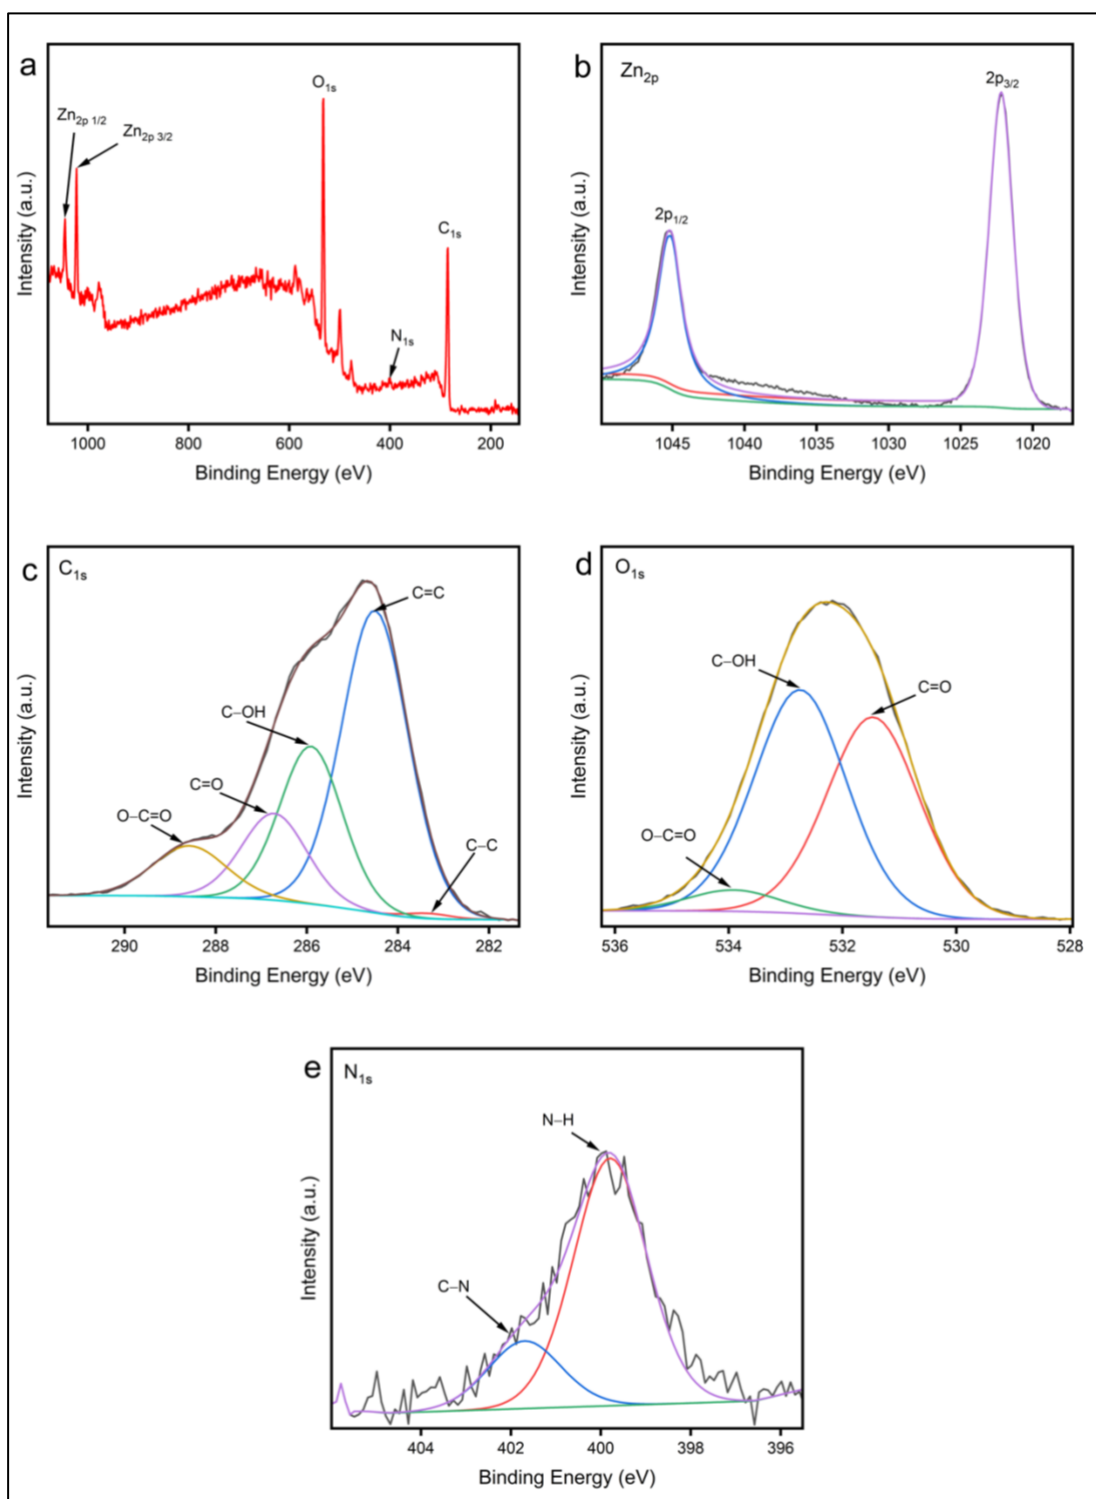 a
O1s
Zn2p 1/2
Zn2p 3/2
C1s
N1s
Intensity (a.u.)
1000 800 600 400 200
Binding Energy (eV)
b
Zn2p
2p3/2
2p1/2
Intensity (a.u.)
1045 1040 1035 1030 1025 1020
Binding Energy (eV)
c
C1s
C=C
C–OH
C=O
O–C=O
C–C
Intensity (a.u.)
290 288 286 284 282
Binding Energy (eV)
d
O1s
C–OH
C=O
O–C=O
Intensity (a.u.)
536 534 532 530 528
Binding Energy (eV)
e
N1s
N–H
C–N
Intensity (a.u.)
404 402 400 398 396
Binding Energy (eV)